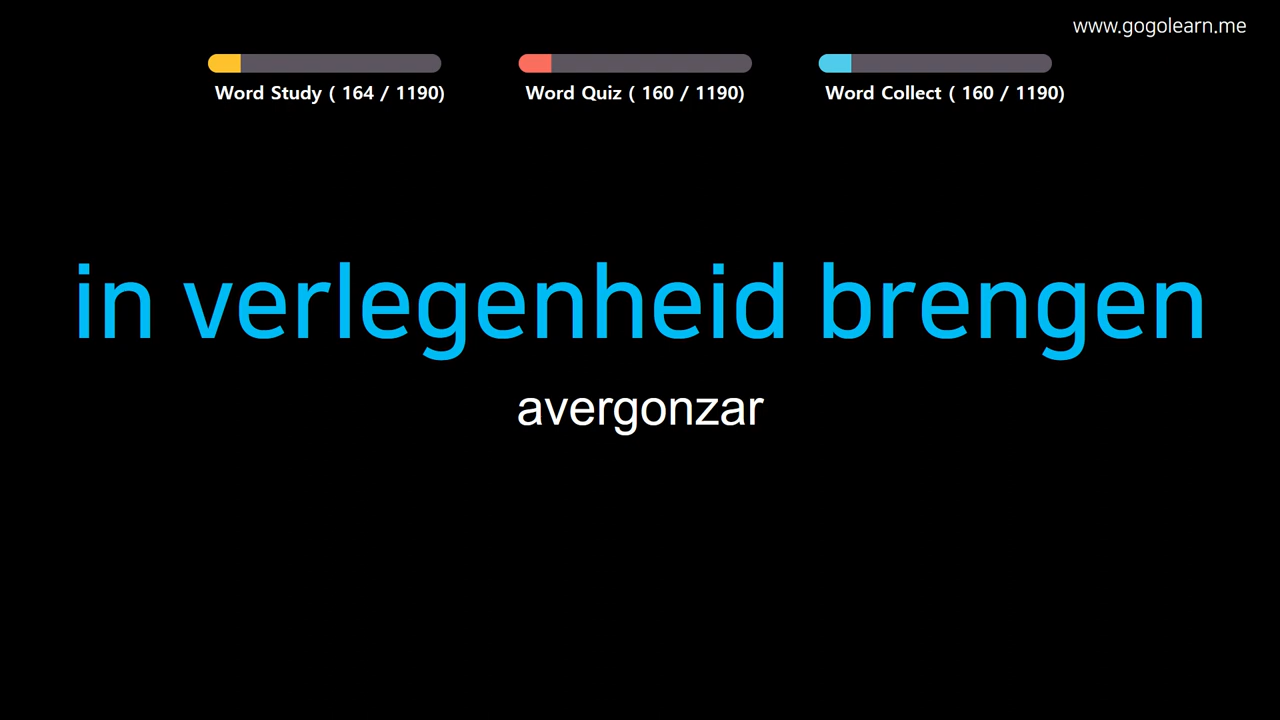 www.gogolearn.me
Word Study ( 164 / 1190)
Word Quiz ( 160 / 1190)
Word Collect ( 160 / 1190)
in verlegenheid brengen
avergonzar